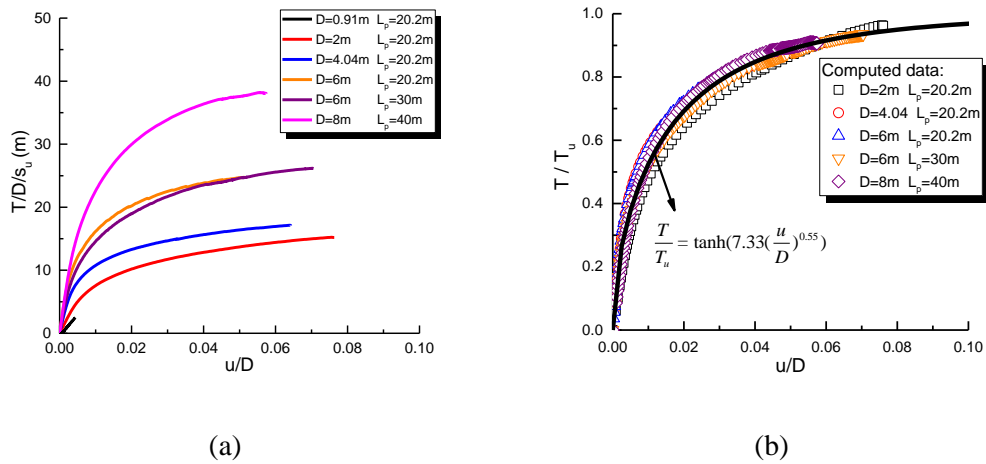 T/D/s_u (m)
50
45
40
35
30
25
20
15
10
5
0
0.00 0.02 0.04 0.06 0.08 0.10
u/D
D=0.91m L_p=20.2m
D=2m L_p=20.2m
D=4.04m L_p=20.2m
D=6m L_p=20.2m
D=6m L_p=30m
D=8m L_p=40m
(a)
T / T_u
1.0
0.8
0.6
0.4
0.2
0.0
0.00 0.02 0.04 0.06 0.08 0.10
u/D
Computed data:
D=2m L_p=20.2m
D=4.04 L_p=20.2m
D=6m L_p=20.2m
D=6m L_p=30m
D=8m L_p=40m
T/T_u = tanh(7.33(u/D)^0.55)
(b)